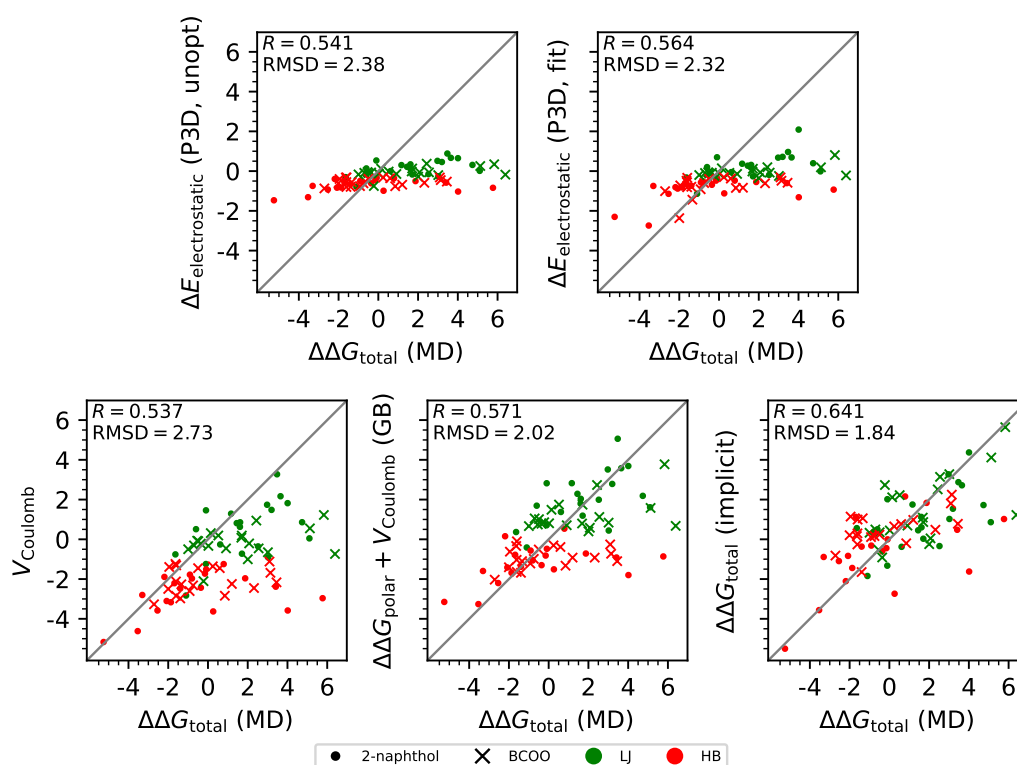 R = 0.541
RMSD = 2.38
6
4
2
0
-2
-4
ΔE_electrostatic (P3D, unopt)
-4 -2 0 2 4 6
ΔΔG_total (MD)
R = 0.564
RMSD = 2.32
ΔE_electrostatic (P3D, fit)
-4 -2 0 2 4 6
ΔΔG_total (MD)
R = 0.537
RMSD = 2.73
6
4
2
0
-2
-4
V_Coulomb
-4 -2 0 2 4 6
ΔΔG_total (MD)
R = 0.571
RMSD = 2.02
ΔΔG_polar + V_Coulomb (GB)
-4 -2 0 2 4 6
ΔΔG_total (MD)
R = 0.641
RMSD = 1.84
ΔΔG_total (implicit)
-4 -2 0 2 4 6
ΔΔG_total (MD)
2-naphthol BCOO LJ HB